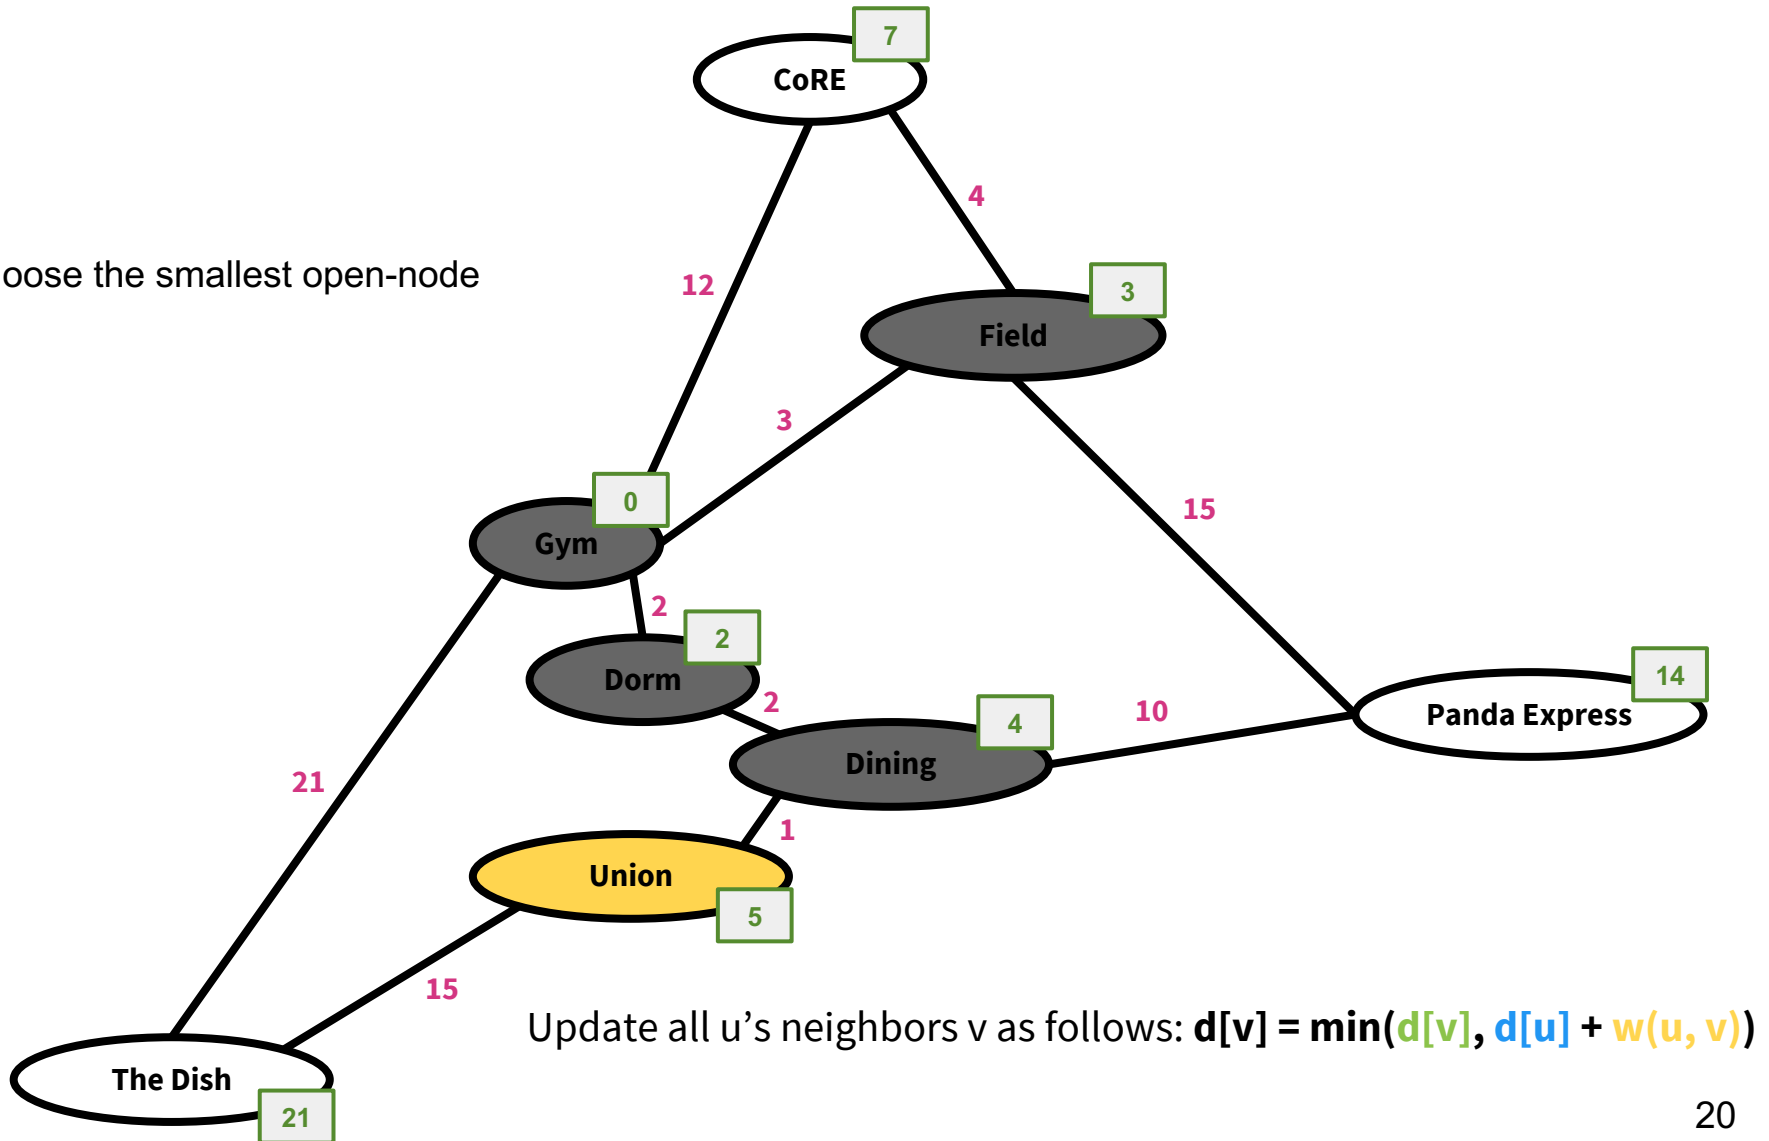 7
CoRE
4
oose the smallest open-node
12
3
Field
3
0
15
Gym
2
2
Dorm
2
14
10
Panda Express
4
Dining
21
1
Union
5
15
Update all u’s neighbors v as follows: d[v] = min(d[v], d[u] + w(u, v))
The Dish
21
20